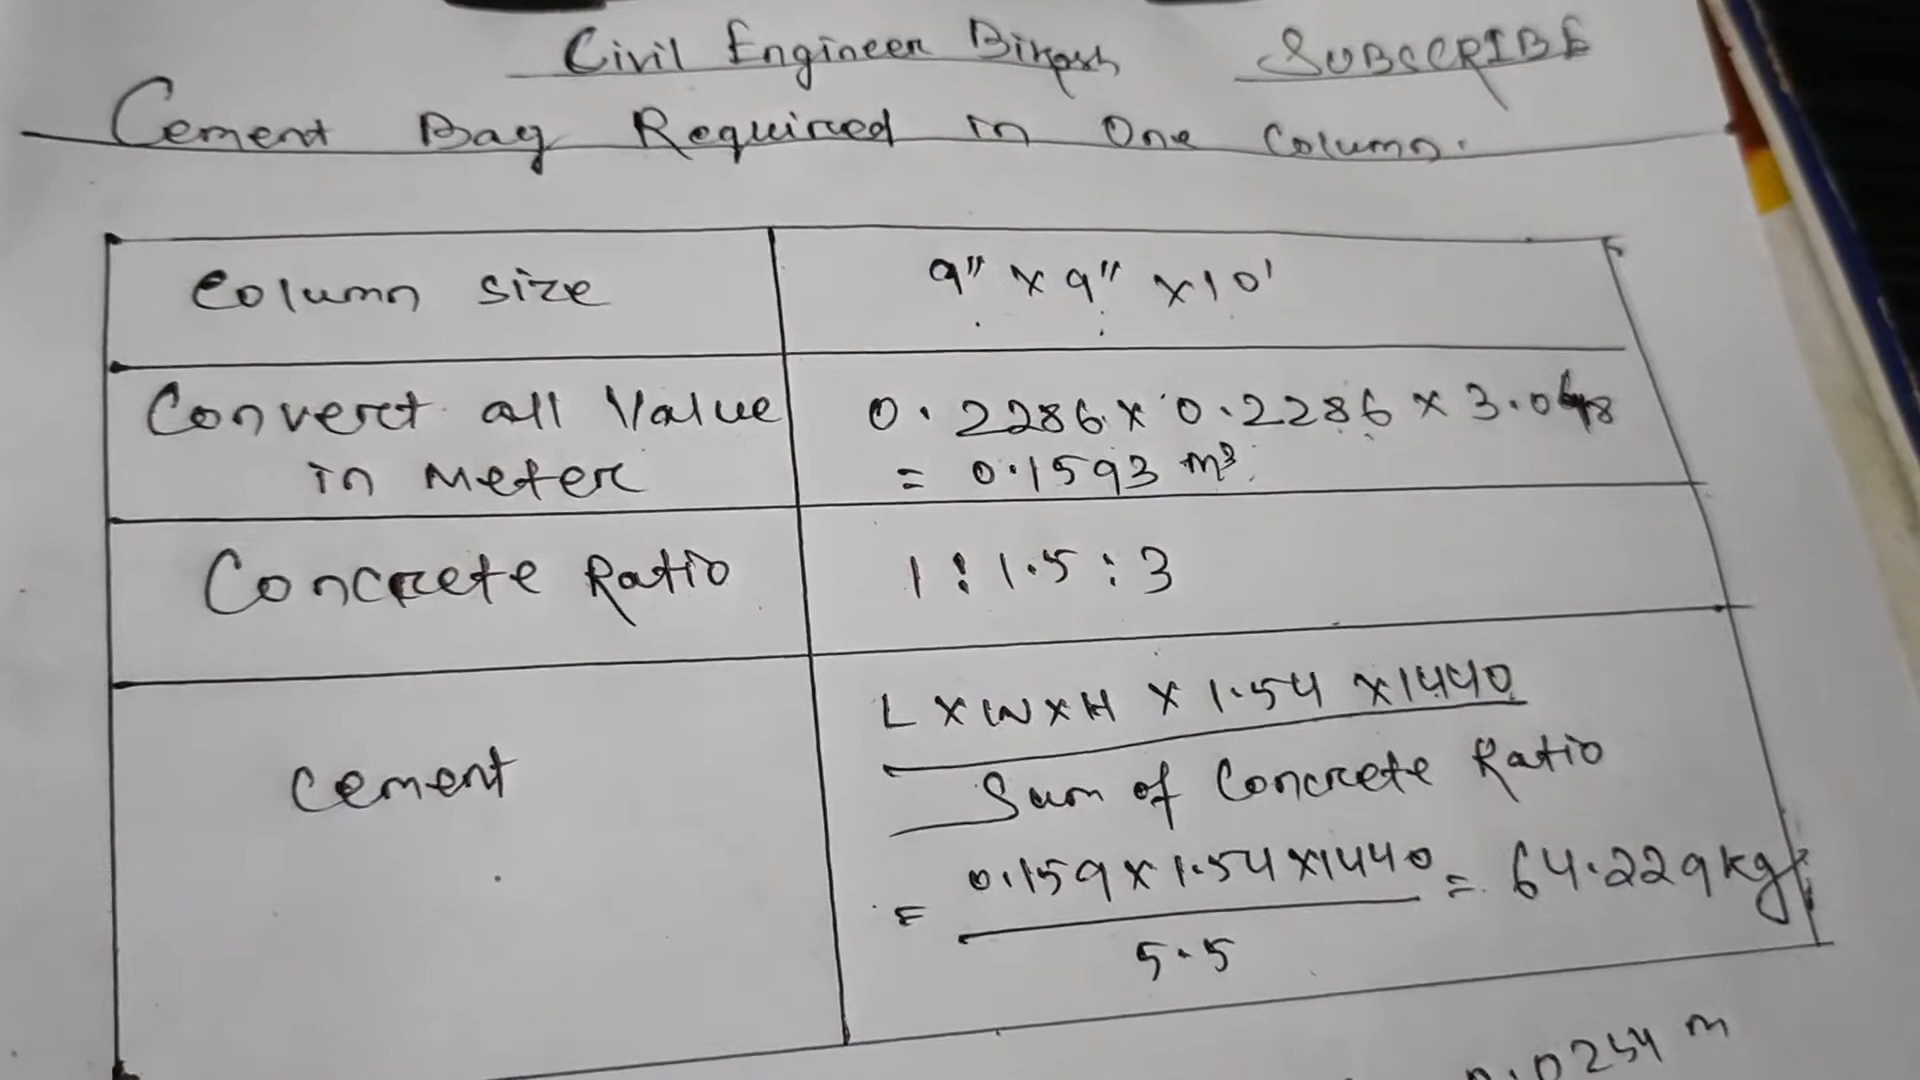 Civil Engineer Bikash SUBSCRIBE
Cement Bag Required in One Column.
Column size 9" × 9" × 10'
Convert all Value in Meter 0.2286 × 0.2286 × 3.048
= 0.1593 m³
Concrete Ratio 1 : 1.5 : 3
Cement L × W × H × 1.54 × 1440
Sum of Concrete Ratio
= 0.159 × 1.54 × 1440 = 64.229 kg
5.5
0.0254 m